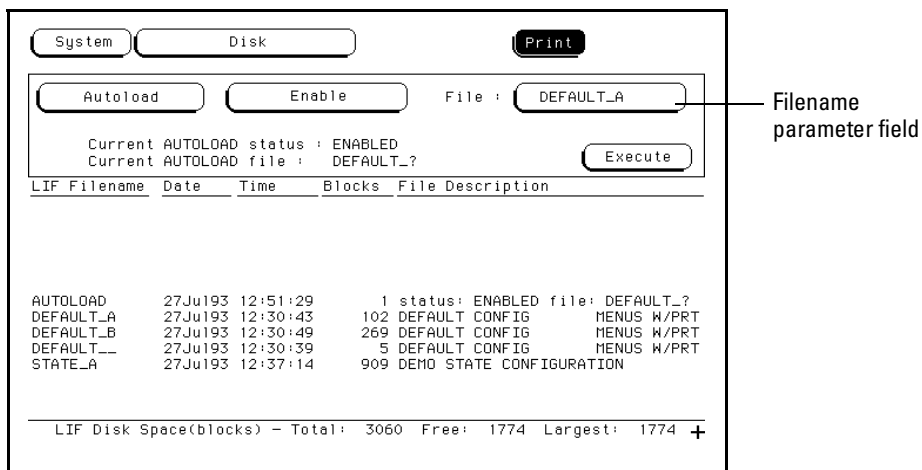 System Disk Print
Autoload Enable File : DEFAULT_A
Filename
parameter field
Current AUTOLOAD status : ENABLED
Current AUTOLOAD file : DEFAULT_?
Execute
LIF Filename Date Time Blocks File Description
AUTOLOAD 27Jul93 12:51:29 1 status: ENABLED file: DEFAULT_?
DEFAULT_A 27Jul93 12:30:43 102 DEFAULT CONFIG MENUS W/PRT
DEFAULT_B 27Jul93 12:30:49 269 DEFAULT CONFIG MENUS W/PRT
DEFAULT__ 27Jul93 12:30:39 5 DEFAULT CONFIG MENUS W/PRT
STATE_A 27Jul93 12:37:14 909 DEMO STATE CONFIGURATION
LIF Disk Space(blocks) — Total: 3060 Free: 1774 Largest: 1774 +